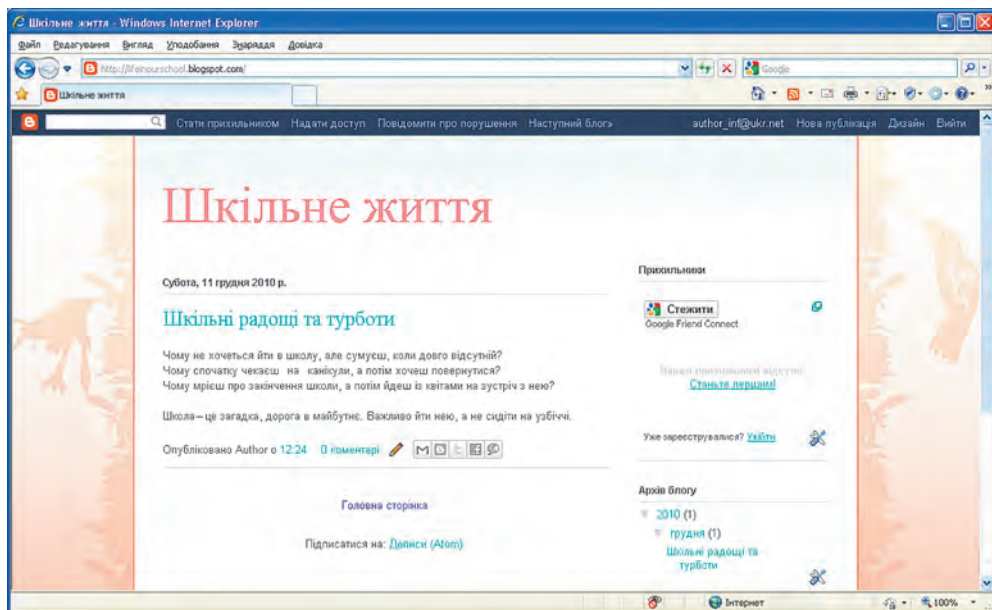 Шкільне життя - Windows Internet Explorer
Файл Редагування Вигляд Уподобання Знаряддя Довідка
http://lifeinourschool.blogspot.com/
Google
Шкільне життя
Стати прихильником Надати доступ Повідомити про порушення Наступний блог» author_inf@ukr.net Нова публікація Дизайн Вийти
Шкільне життя
Субота, 11 грудня 2010 р.
Шкільні радощі та турботи
Чому не хочеться йти в школу, але сумуєш, коли довго відсутній?
Чому спочатку чекаєш на канікули, а потім хочеш повернутися?
Чому мрієш про закінчення школи, а потім йдеш із квітами на зустріч з нею?
Школа – це загадка, дорога в майбутнє. Важливо йти нею, а не сидіти на узбіччі.
Опубліковано Author о 12:24 0 коментарі
Головна сторінка
Підписатися на: Дописи (Atom)
Прихильники
Стежити
Google Friend Connect
Наразі прихильники відсутні
Станьте першим!
Уже зареєструвалися? Увійти
Архів блогу
2010 (1)
грудня (1)
Шкільні радощі та
турботи
Інтернет
100%